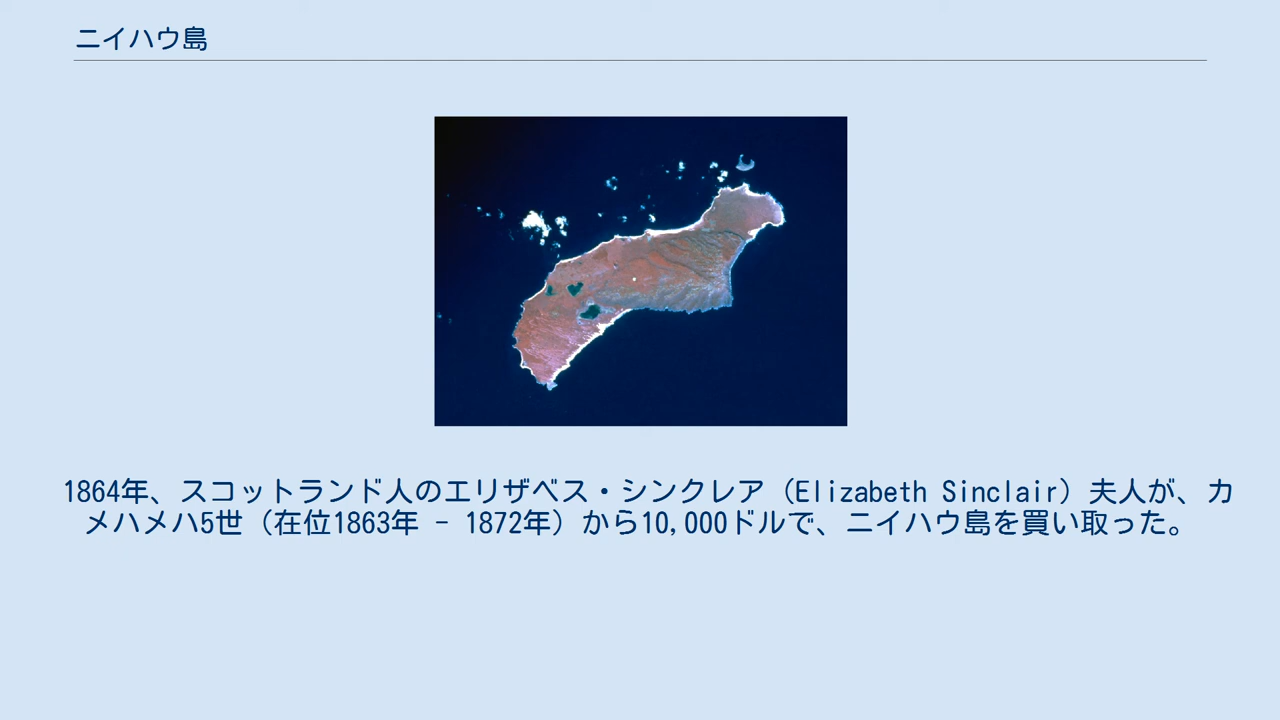 ニイハウ島
1864年、スコットランド人のエリザベス・シンクレア（Elizabeth Sinclair）夫人が、カ
メハメハ5世（在位1863年 - 1872年）から10,000ドルで、ニイハウ島を買い取った。